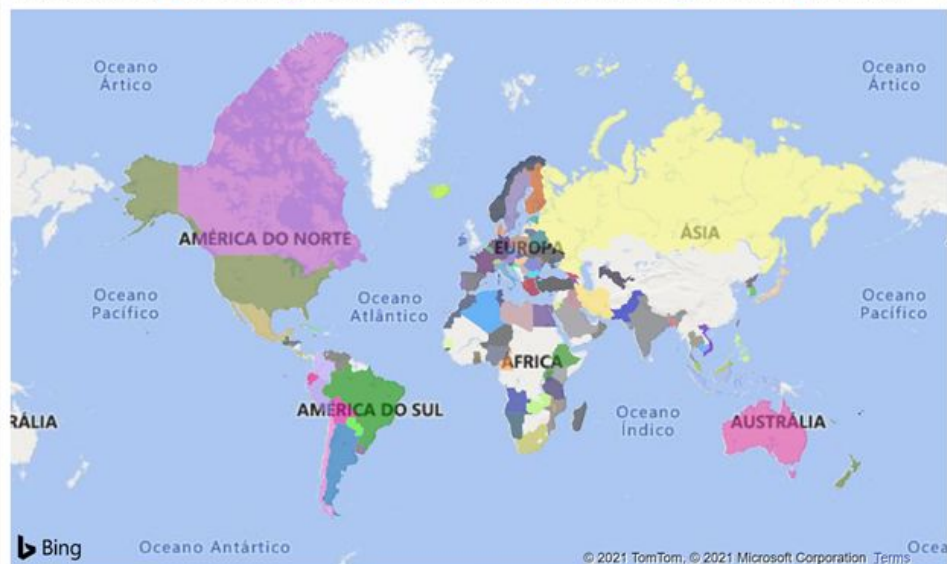 Oceano
Ártico
Oceano
Ártico
AMÉRICA DO NORTE
EUROPA
ÁSIA
Oceano
Pacífico
Oceano
Atlântico
Oceano
Pacífico
ÁFRICA
AMÉRICA DO SUL
Oceano
Índico
RÁLIA
AUSTRÁLIA
Bing
Oceano Antártico
Ocea
© 2021 TomTom, © 2021 Microsoft Corporation Terms